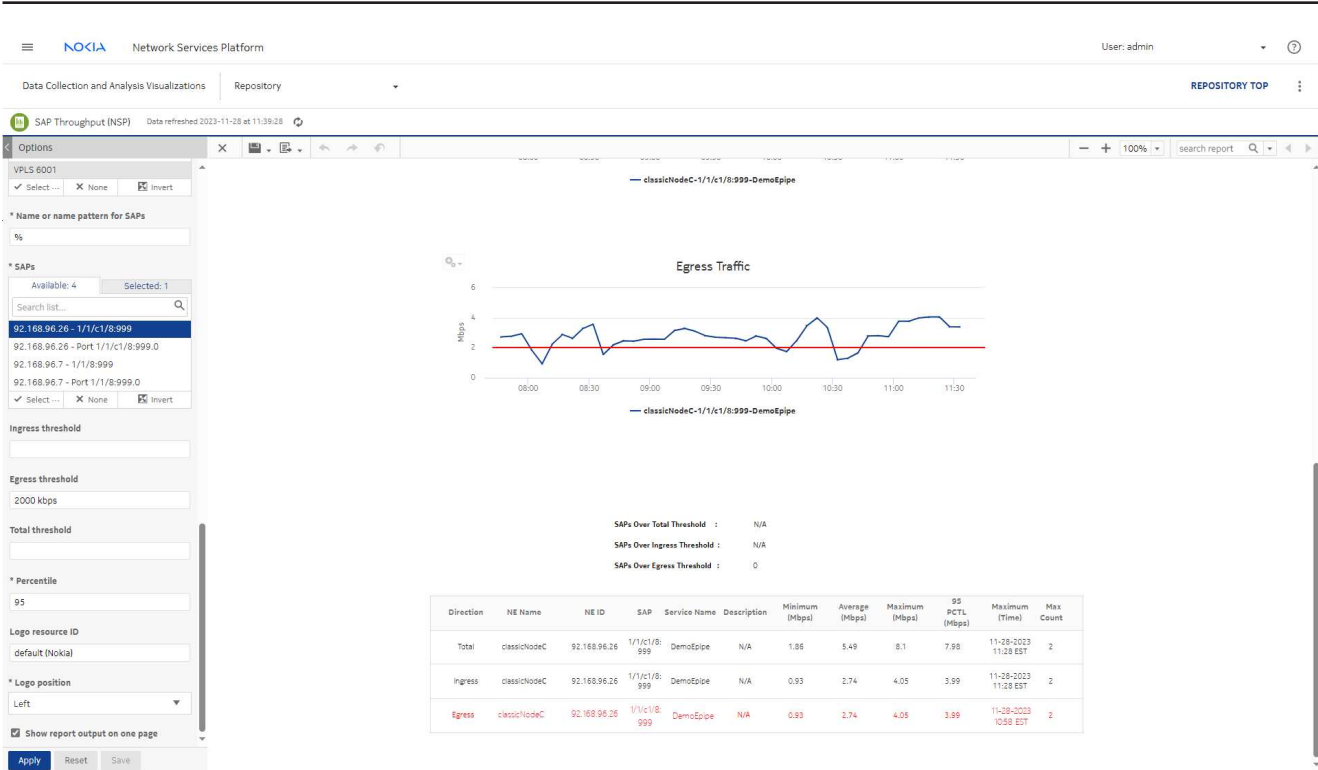 NOKIA Network Services Platform User: admin
Data Collection and Analysis Visualizations Repository REPOSITORY TOP
SAP Throughput (NSP) Data refreshed 2023-11-28 at 11:39:28
Options
100% search report
VPLS 6001
Select ... None Invert
* Name or name pattern for SAPs
%
* SAPs
Available: 4 Selected: 1
Search list...
92.168.96.26 - 1/1/c1/8:999
92.168.96.26 - Port 1/1/c1/8:999.0
92.168.96.7 - 1/1/8:999
92.168.96.7 - Port 1/1/8:999.0
Select ... None Invert
Ingress threshold
Egress threshold
2000 kbps
Total threshold
* Percentile
95
Logo resource ID
default (Nokia)
* Logo position
Left
Show report output on one page
Apply Reset Save
classicNodeC-1/1/c1/8:999-DemoEpipe
Egress Traffic
Mbps
6
4
2
0
08:00 08:30 09:00 09:30 10:00 10:30 11:00 11:30
classicNodeC-1/1/c1/8:999-DemoEpipe
SAPs Over Total Threshold : N/A
SAPs Over Ingress Threshold : N/A
SAPs Over Egress Threshold : 0
Direction NE Name NE ID SAP Service Name Description Minimum (Mbps) Average (Mbps) Maximum (Mbps) 95 PCTL (Mbps) Maximum (Time) Max Count
Total classicNodeC 92.168.96.26 1/1/c1/8:999 DemoEpipe N/A 1.86 5.49 8.1 7.98 11-28-2023 11:28 EST 2
Ingress classicNodeC 92.168.96.26 1/1/c1/8:999 DemoEpipe N/A 0.93 2.74 4.05 3.99 11-28-2023 11:28 EST 2
Egress classicNodeC 92.168.96.26 1/1/c1/8:999 DemoEpipe N/A 0.93 2.74 4.05 3.99 11-28-2023 10:58 EST 2